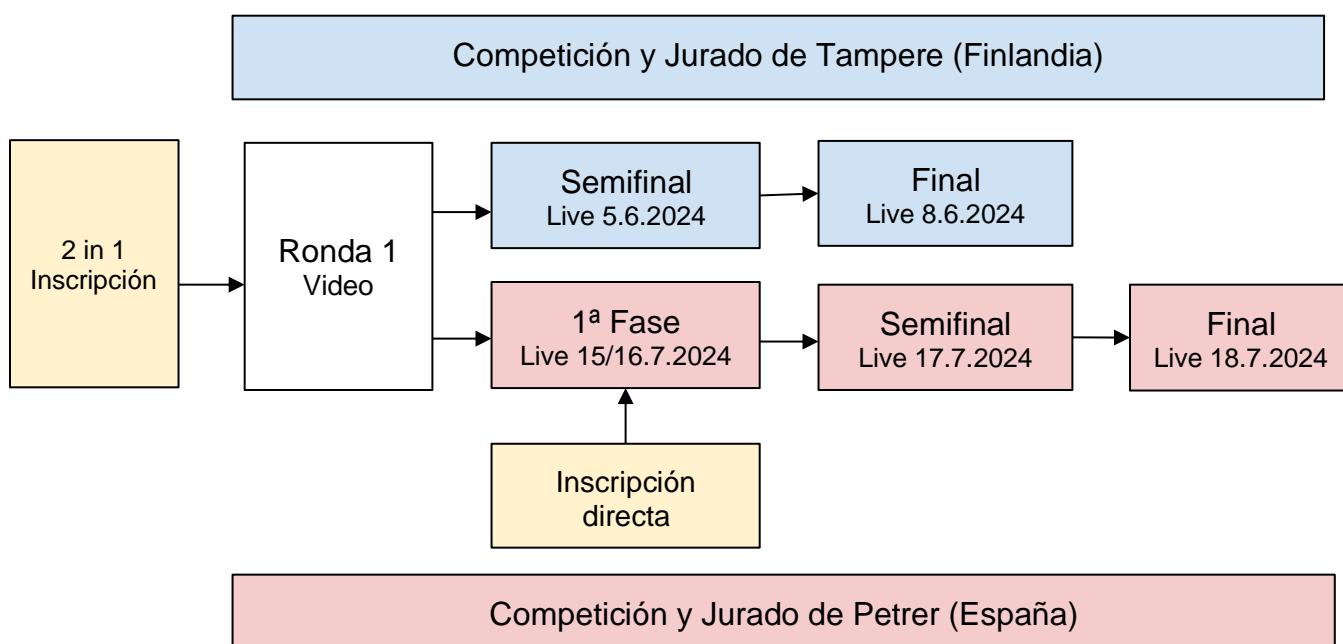 Competición y Jurado de Tampere (Finlandia)
2 in 1
Inscripción
Ronda 1
Video
Semifinal
Live 5.6.2024
Final
Live 8.6.2024
1ª Fase
Live 15/16.7.2024
Semifinal
Live 17.7.2024
Final
Live 18.7.2024
Inscripción
directa
Competición y Jurado de Petrer (España)